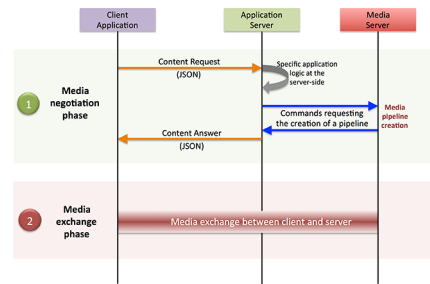 Client
Application
Application
Server
Media
Server
1
Media
negotiation
phase
Content Request
(JSON)
Specific application
logic at the
server-side
Commands requesting
the creation of a pipeline
Media
pipeline
creation
Content Answer
(JSON)
2
Media
exchange
phase
Media exchange between client and server